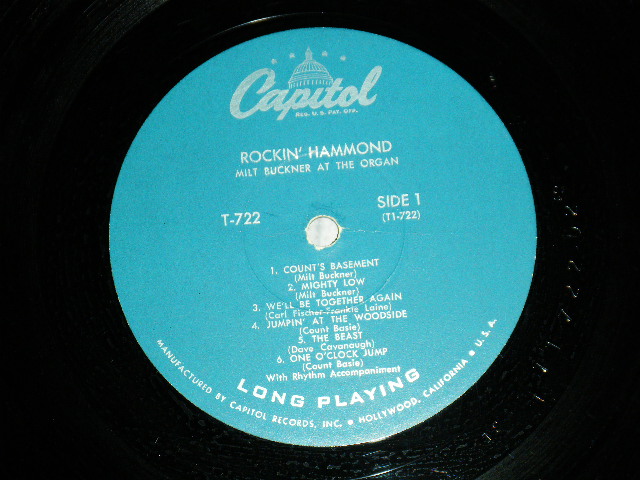 Capitol
REG. U.S. PAT. OFF.
ROCKIN' HAMMOND
MILT BUCKNER AT THE ORGAN
T-722
SIDE 1
(T1-722)
1. COUNT'S BASEMENT
(Milt Buckner)
2. MIGHTY LOW
(Milt Buckner)
3. WE'LL BE TOGETHER AGAIN
(Carl Fischer-Frankie Laine)
4. JUMPIN' AT THE WOODSIDE
(Count Basie)
5. THE BEAST
(Dave Cavanaugh)
6. ONE O'CLOCK JUMP
(Count Basie)
With Rhythm Accompaniment
LONG PLAYING
MANUFACTURED BY CAPITOL RECORDS, INC. • HOLLYWOOD, CALIFORNIA • U.S.A.